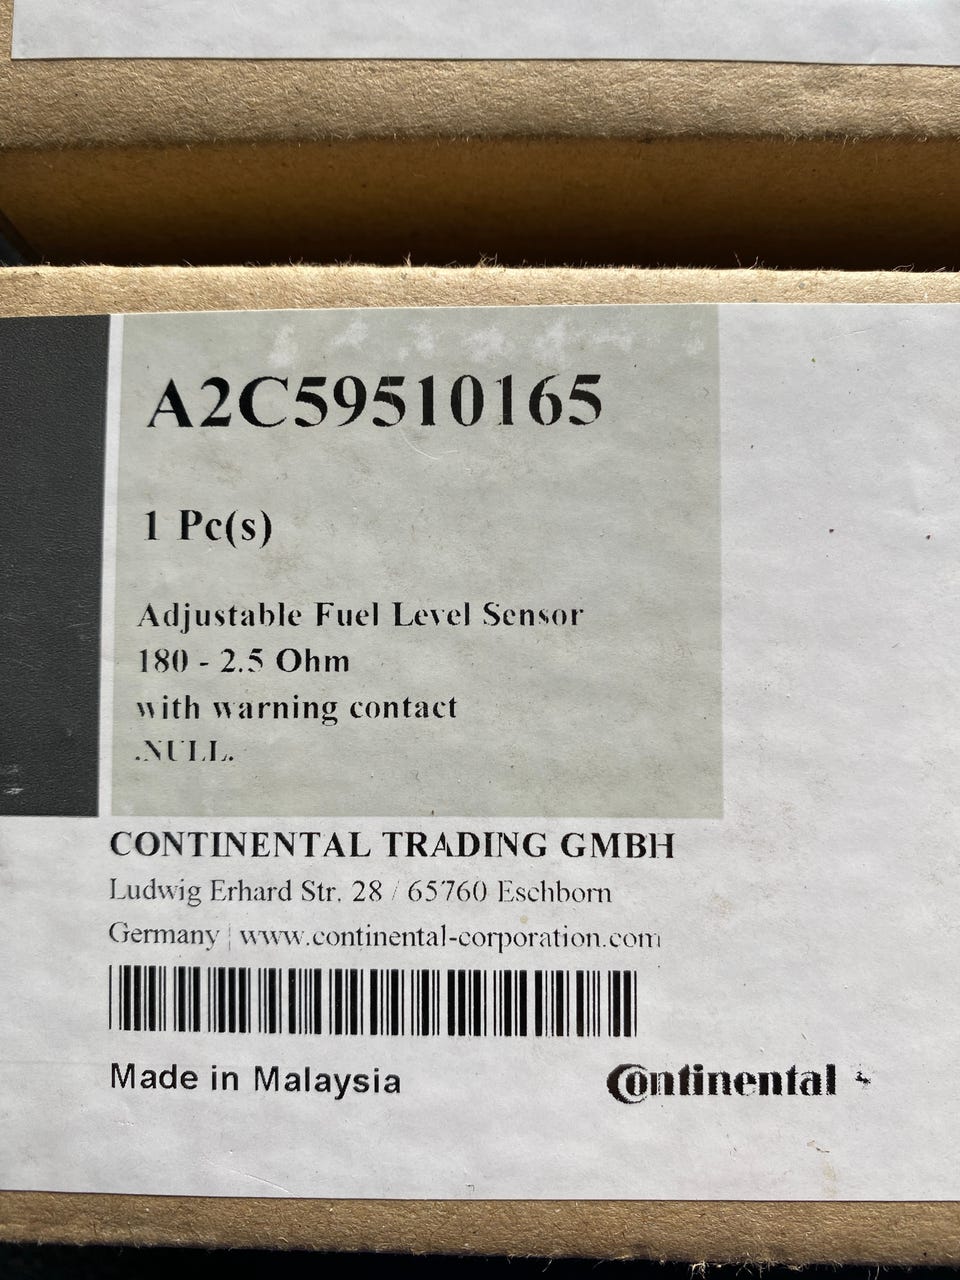 A2C59510165
1 Pc(s)
Adjustable Fuel Level Sensor
180 - 2.5 Ohm
with warning contact
.NULL.
CONTINENTAL TRADING GMBH
Ludwig Erhard Str. 28 / 65760 Eschborn
Germany | www.continental-corporation.com
Made in Malaysia
Continental